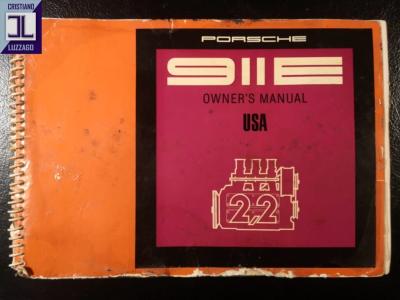 CRISTIANO
LUZZAGO
PORSCHE
911E
OWNER'S MANUAL
USA
2,2